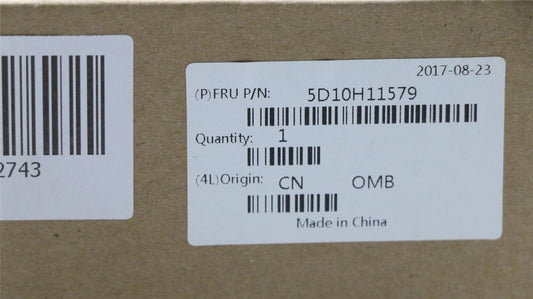 2743
2017-08-23
(P)FRU P/N: 5D10H11579
Quantity: 1
(4L)Origin: CN OMB
Made in China